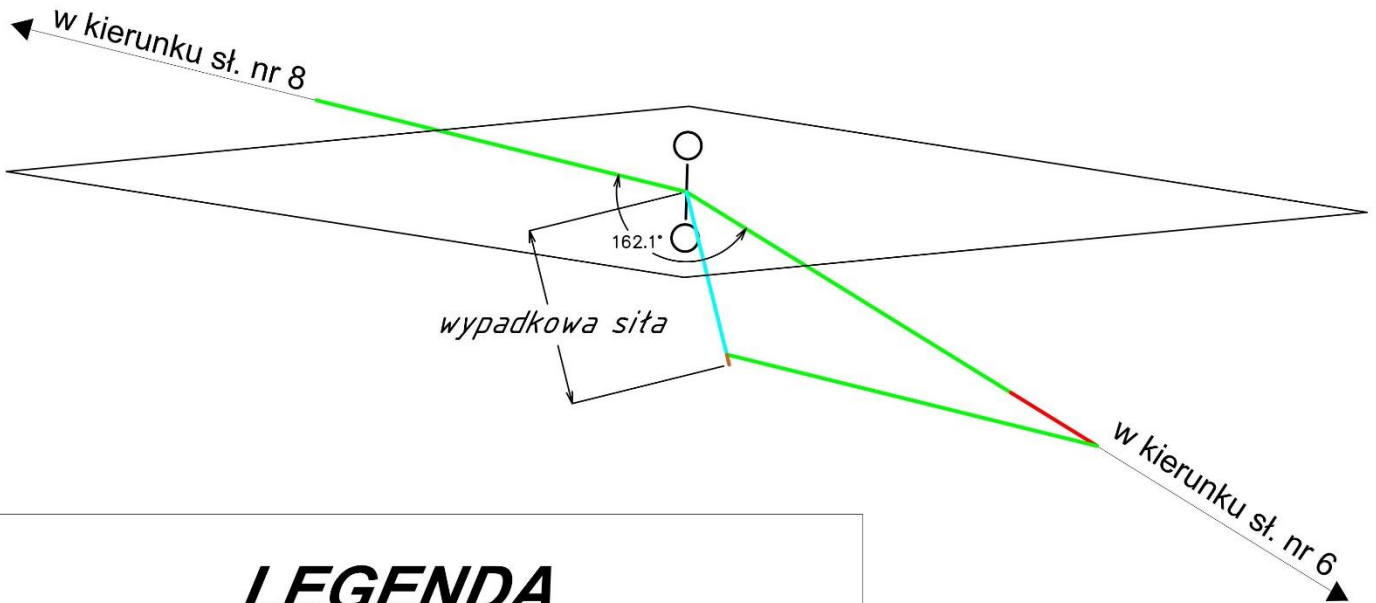 w kierunku sł. nr 8
162.1°
wypadkowa siła
w kierunku sł. nr 6
LEGENDA